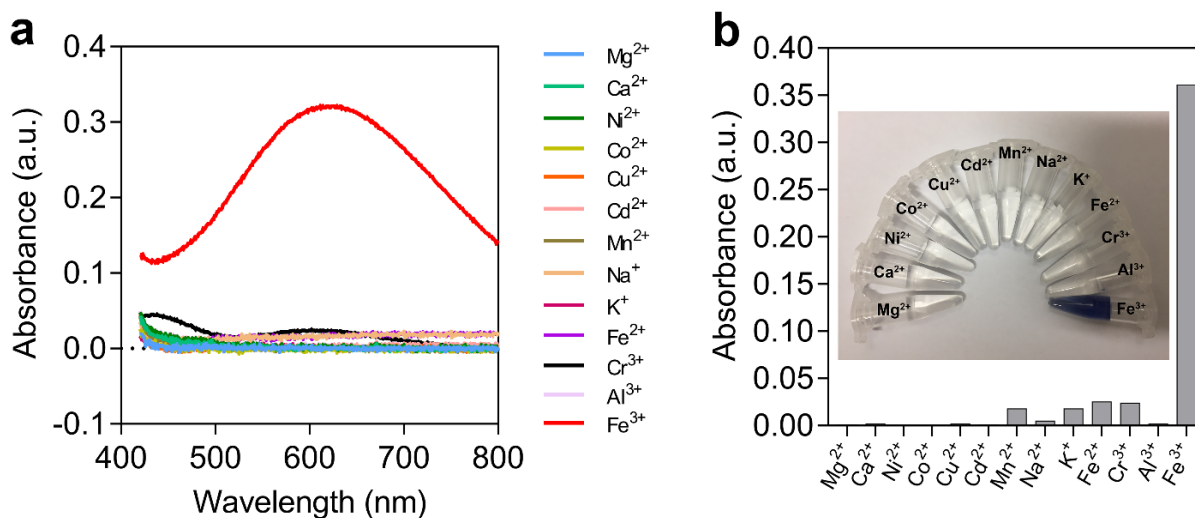 a
Absorbance (a.u.)
0.4
0.3
0.2
0.1
0.0
-0.1
400 500 600 700 800
Wavelength (nm)
Mg²⁺
Ca²⁺
Ni²⁺
Co²⁺
Cu²⁺
Cd²⁺
Mn²⁺
Na⁺
K⁺
Fe²⁺
Cr³⁺
Al³⁺
Fe³⁺
b
Absorbance (a.u.)
0.40
0.35
0.30
0.25
0.20
0.15
0.10
0.05
0.00
Mg²⁺
Ca²⁺
Ni²⁺
Co²⁺
Cu²⁺
Cd²⁺
Mn²⁺
Na²⁺
K⁺
Fe²⁺
Cr³⁺
Al³⁺
Fe³⁺
Mg²⁺ Ca²⁺ Ni²⁺ Co²⁺ Cu²⁺ Cd²⁺ Mn²⁺ Na²⁺ K⁺ Fe²⁺ Cr³⁺ Al³⁺ Fe³⁺